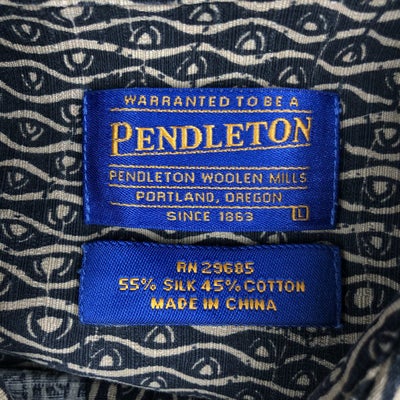 WARRANTED TO BE A
PENDLETON
PENDLETON WOOLEN MILLS
PORTLAND, OREGON
SINCE 1863 L
RN 29685
55% SILK 45% COTTON
MADE IN CHINA